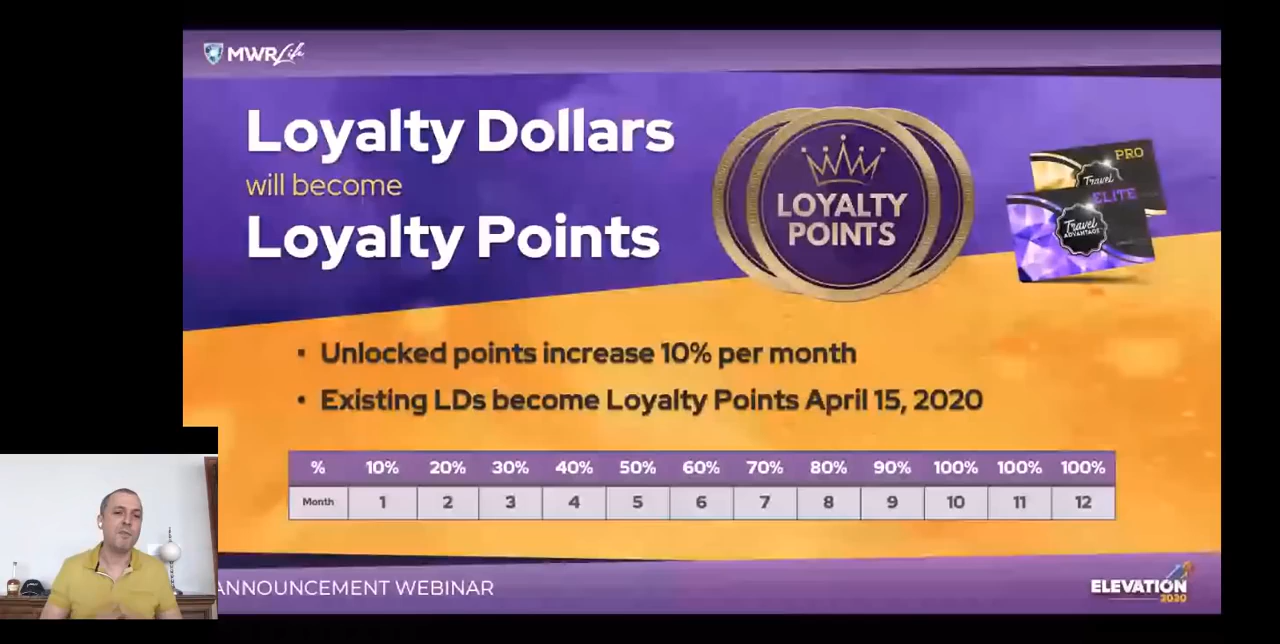 MWRLife
Loyalty Dollars
will become
Loyalty Points
LOYALTY
POINTS
PRO
Travel
ELITE
Travel
ADVANTAGE
▪ Unlocked points increase 10% per month
▪ Existing LDs become Loyalty Points April 15, 2020
% 10% 20% 30% 40% 50% 60% 70% 80% 90% 100% 100% 100%
Month 1 2 3 4 5 6 7 8 9 10 11 12
ANNOUNCEMENT WEBINAR
ELEVATION
2020